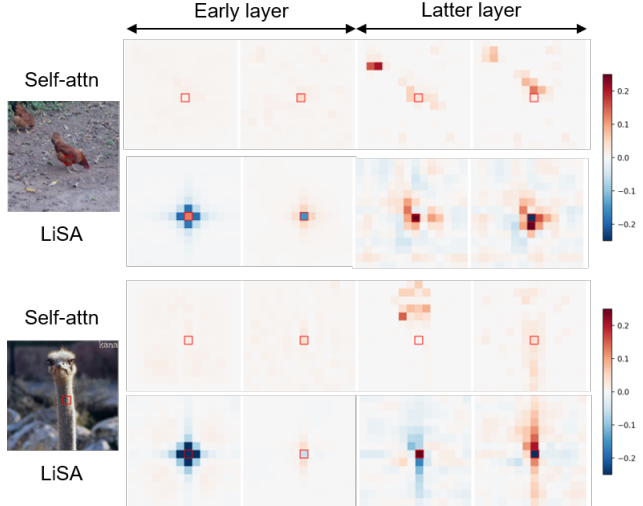 Early layer
Latter layer
Self-attn
LiSA
0.2
0.1
0.0
−0.1
−0.2
Self-attn
kana
LiSA
0.2
0.1
0.0
−0.1
−0.2